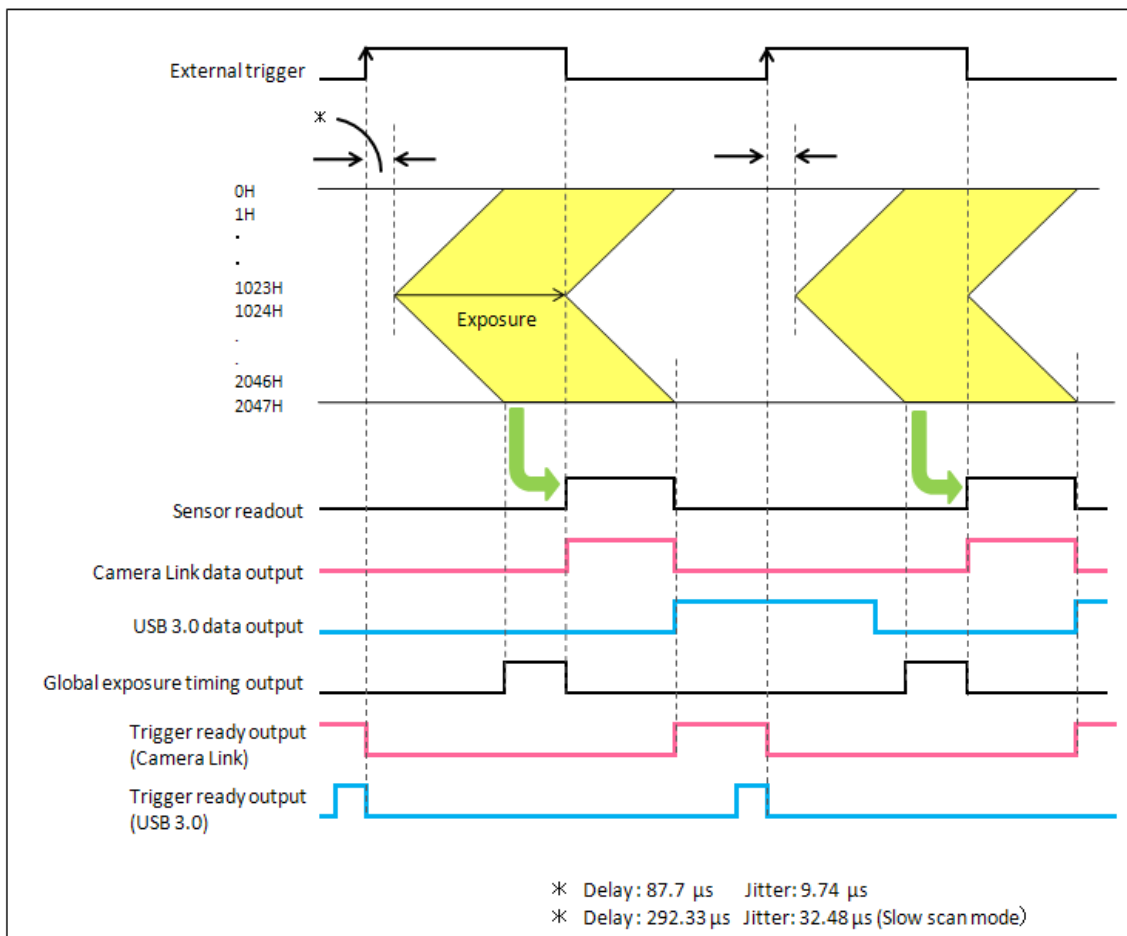 External trigger
*
0H
1H
.
.
1023H
1024H
.
.
2046H
2047H
Exposure
Sensor readout
Camera Link data output
USB 3.0 data output
Global exposure timing output
Trigger ready output
(Camera Link)
Trigger ready output
(USB 3.0)
* Delay : 87.7 µs Jitter: 9.74 µs
* Delay : 292.33 µs Jitter: 32.48 µs (Slow scan mode)